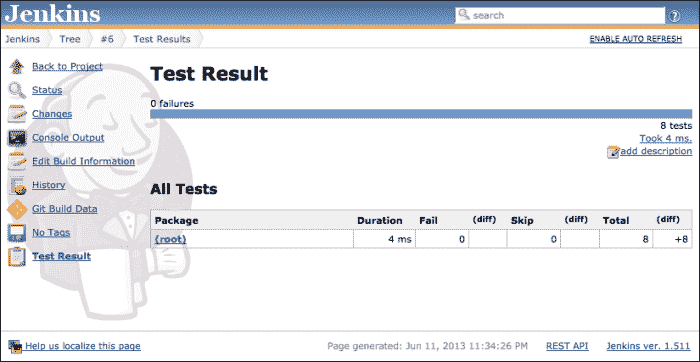 Jenkins
search
Jenkins Tree #6 Test Results ENABLE AUTO REFRESH
Back to Project
Status
Changes
Console Output
Edit Build Information
History
Git Build Data
No Tags
Test Result
Test Result
0 failures
8 tests
Took 4 ms.
add description
All Tests
Package Duration Fail (diff) Skip (diff) Total (diff)
(root) 4 ms 0 0 8 +8
Help us localize this page Page generated: Jun 11, 2013 11:34:26 PM REST API Jenkins ver. 1.511